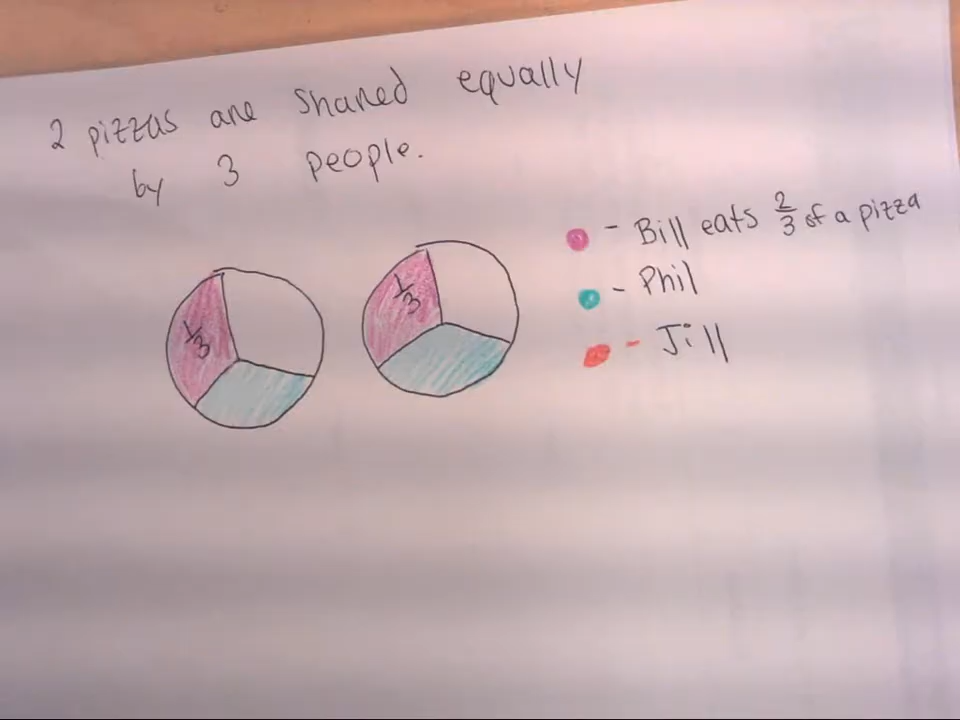 2 pizzas are shared equally
by 3 people.
- Bill eats 2/3 of a pizza
- Phil
- Jill
1/3
1/3